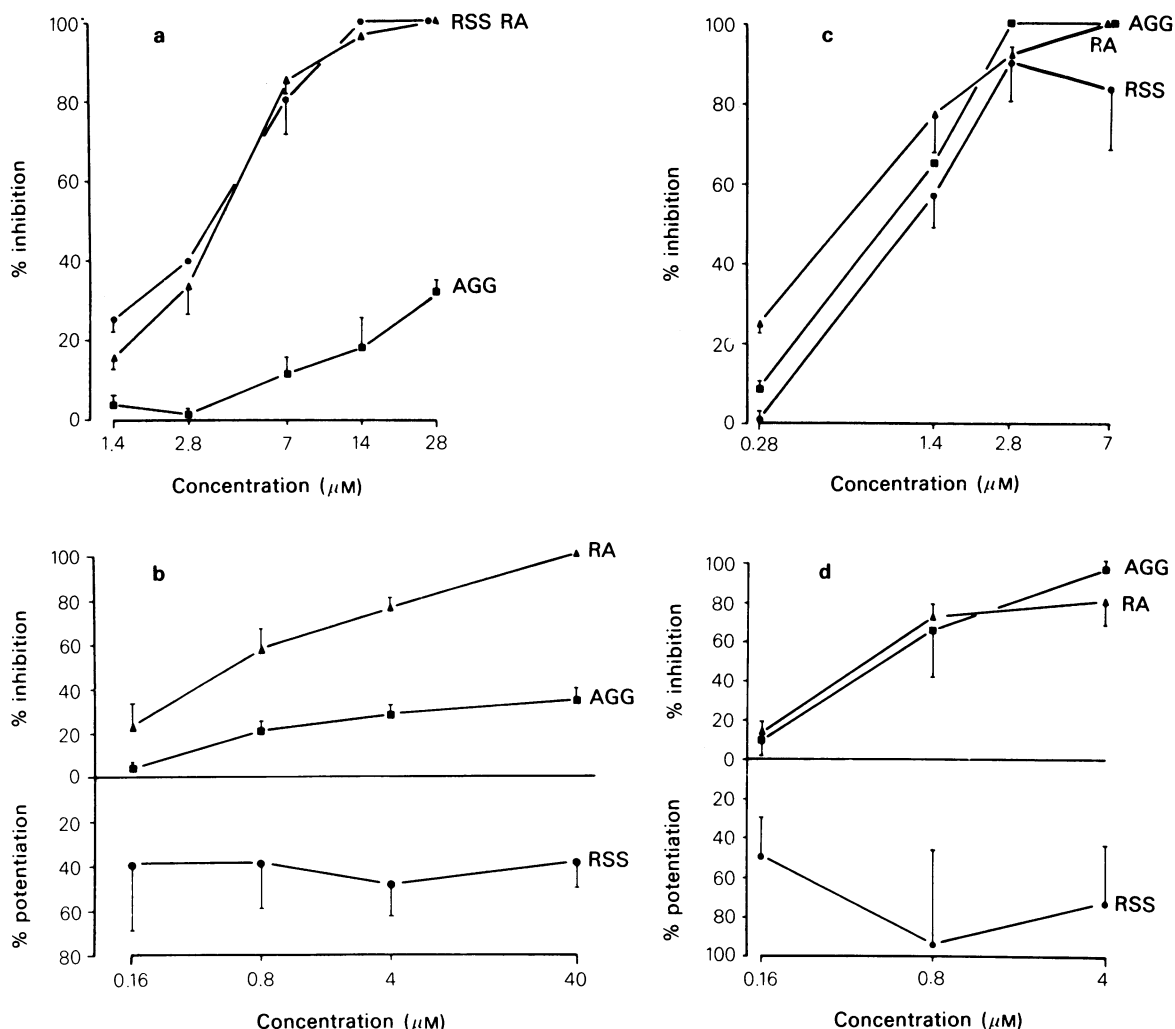 a
% inhibition
100
80
60
40
20
0
RSS RA
AGG
1.4
2.8
7
14
28
Concentration (μM)
c
% inhibition
100
80
60
40
20
0
AGG
RA
RSS
0.28
1.4
2.8
7
Concentration (μM)
b
% inhibition
100
80
60
40
20
0
% potentiation
20
40
60
80
RA
AGG
RSS
0.16
0.8
4
40
Concentration (μM)
d
% inhibition
100
80
60
40
20
0
% potentiation
20
40
60
80
100
AGG
RA
RSS
0.16
0.8
4
Concentration (μM)